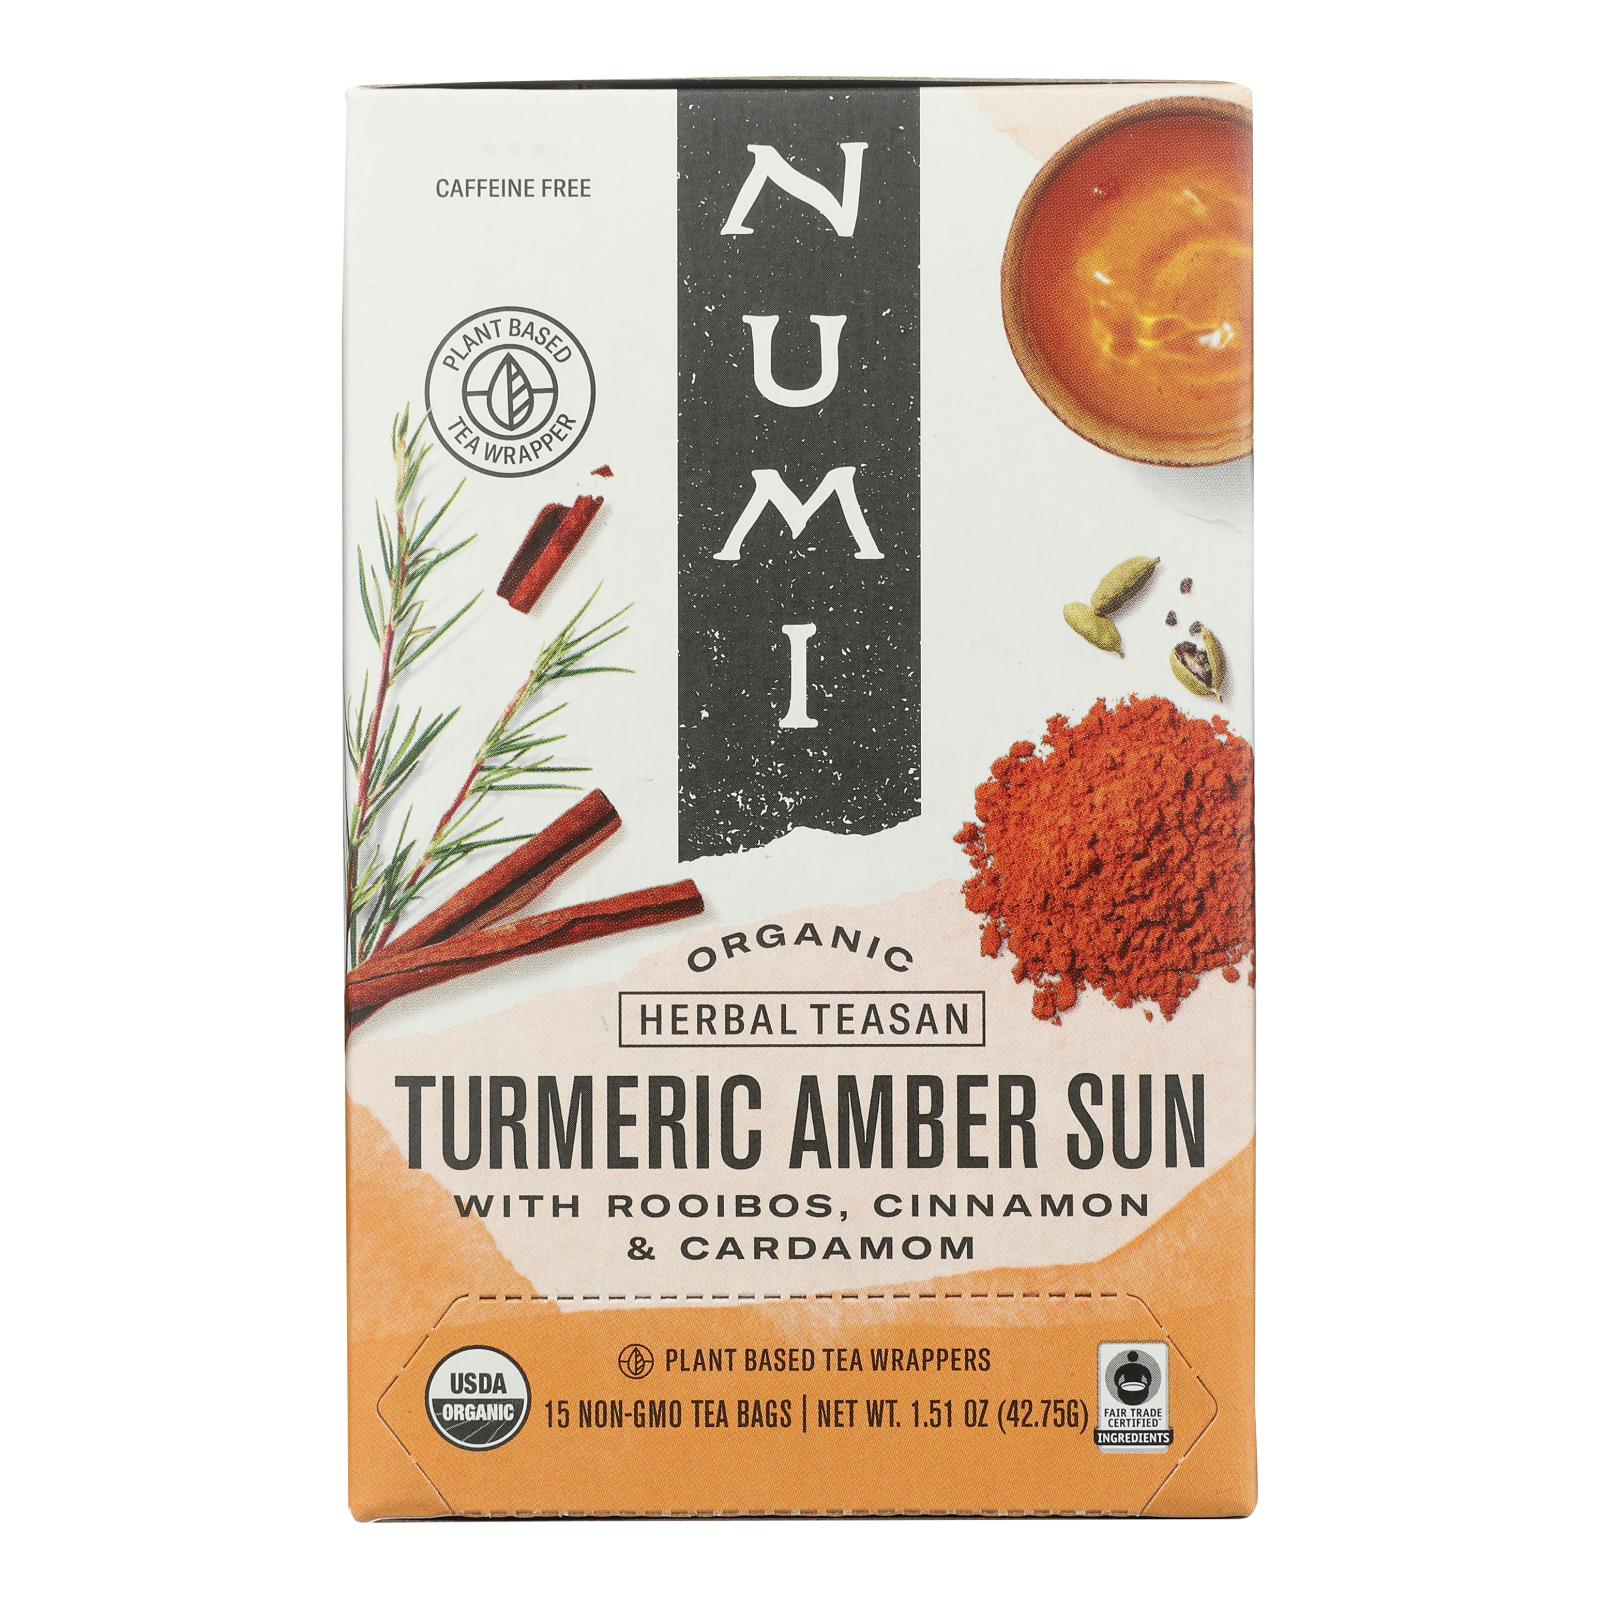 CAFFEINE FREE
NUMI
PLANT BASED
TEA WRAPPER
ORGANIC
HERBAL TEASAN
TURMERIC AMBER SUN
WITH ROOIBOS, CINNAMON
& CARDAMOM
PLANT BASED TEA WRAPPERS
USDA
ORGANIC
15 NON-GMO TEA BAGS | NET WT. 1.51 OZ (42.75G)
FAIR TRADE
CERTIFIED
INGREDIENTS